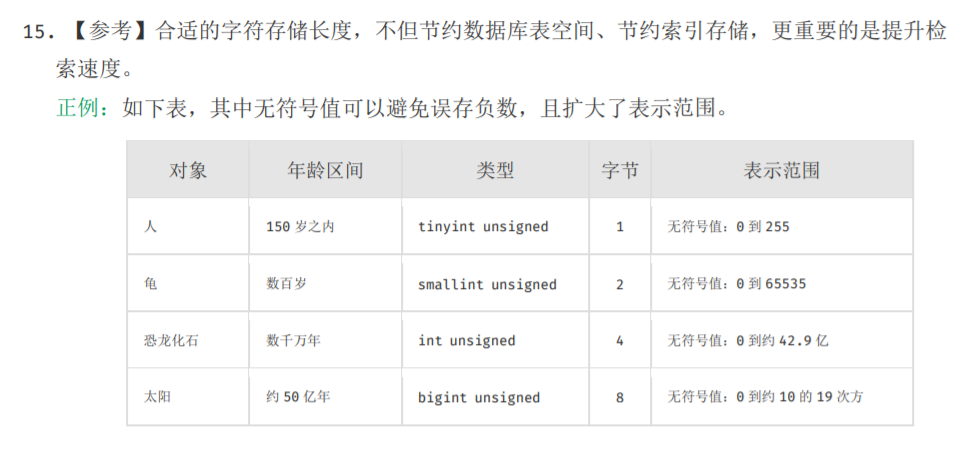 15. 【参考】合适的字符存储长度，不但节约数据库表空间、节约索引存储，更重要的是提升检
索速度。
正例：如下表，其中无符号值可以避免误存负数，且扩大了表示范围。
对象 年龄区间 类型 字节 表示范围
人 150 岁之内 tinyint unsigned 1 无符号值：0 到 255
龟 数百岁 smallint unsigned 2 无符号值：0 到 65535
恐龙化石 数千万年 int unsigned 4 无符号值：0 到约 42.9 亿
太阳 约 50 亿年 bigint unsigned 8 无符号值：0 到约 10 的 19 次方